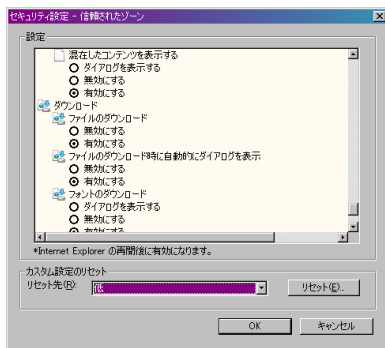 セキュリティ設定 - 信頼されたゾーン
設定
混在したコンテンツを表示する
ダイアログを表示する
無効にする
有効にする
ダウンロード
ファイルのダウンロード
無効にする
有効にする
ファイルのダウンロード時に自動的にダイアログを表示
無効にする
有効にする
フォントのダウンロード
ダイアログを表示する
無効にする
有効にする
*Internet Explorer の再開後に有効になります。
カスタム設定のリセット
リセット先(R): 低 リセット(E)...
OK キャンセル